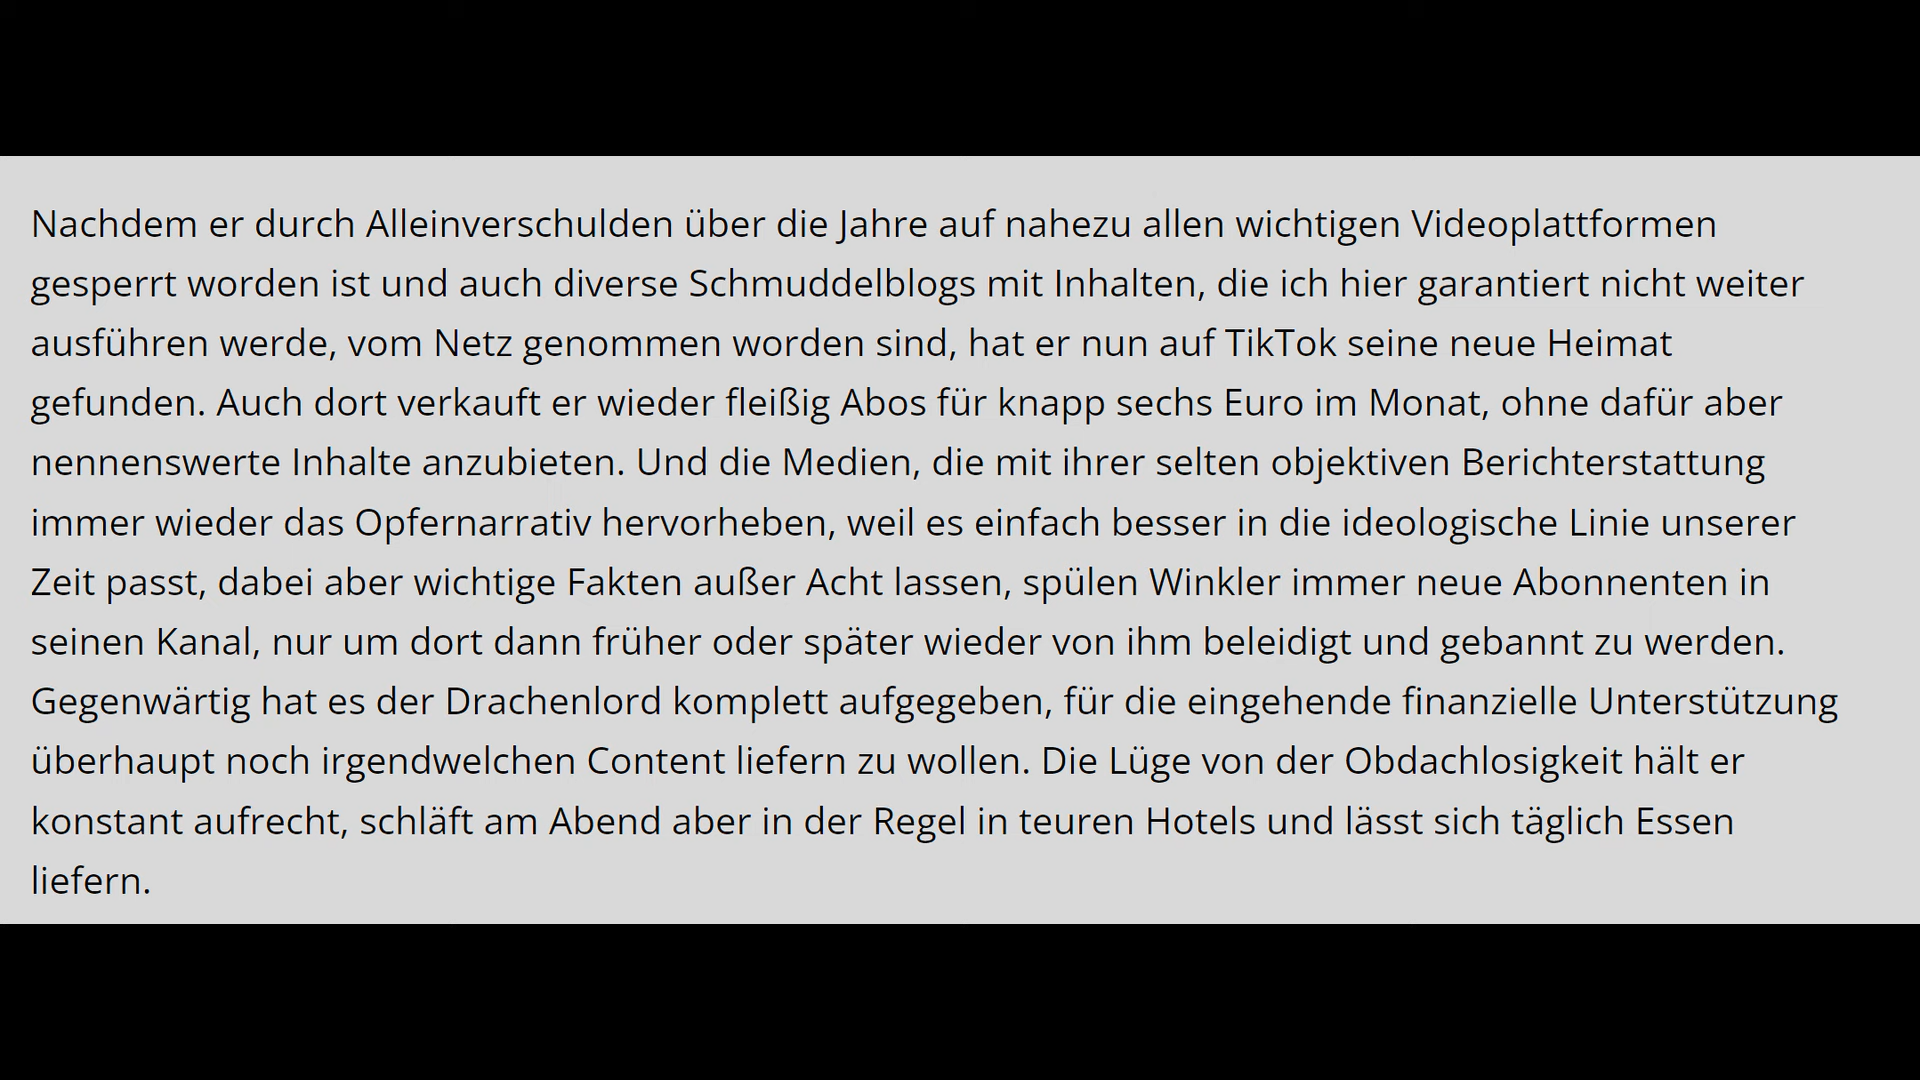 Nachdem er durch Alleinverschulden über die Jahre auf nahezu allen wichtigen Videoplattformen
gesperrt worden ist und auch diverse Schmuddelblogs mit Inhalten, die ich hier garantiert nicht weiter
ausführen werde, vom Netz genommen worden sind, hat er nun auf TikTok seine neue Heimat
gefunden. Auch dort verkauft er wieder fleißig Abos für knapp sechs Euro im Monat, ohne dafür aber
nennenswerte Inhalte anzubieten. Und die Medien, die mit ihrer selten objektiven Berichterstattung
immer wieder das Opfernarrativ hervorheben, weil es einfach besser in die ideologische Linie unserer
Zeit passt, dabei aber wichtige Fakten außer Acht lassen, spülen Winkler immer neue Abonnenten in
seinen Kanal, nur um dort dann früher oder später wieder von ihm beleidigt und gebannt zu werden.
Gegenwärtig hat es der Drachenlord komplett aufgegeben, für die eingehende finanzielle Unterstützung
überhaupt noch irgendwelchen Content liefern zu wollen. Die Lüge von der Obdachlosigkeit hält er
konstant aufrecht, schläft am Abend aber in der Regel in teuren Hotels und lässt sich täglich Essen
liefern.